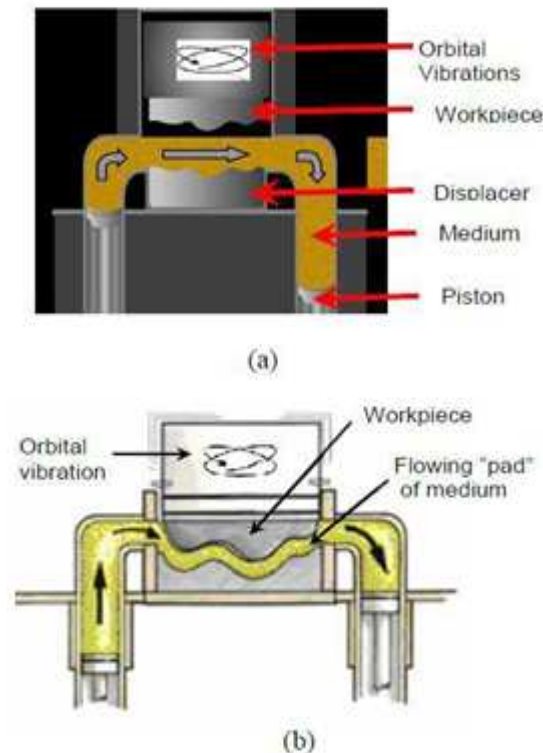 Orbital
Vibrations
Workpiece
Displacer
Medium
Piston
(a)
Workpiece
Orbital
vibration
Flowing "pad"
of medium
(b)